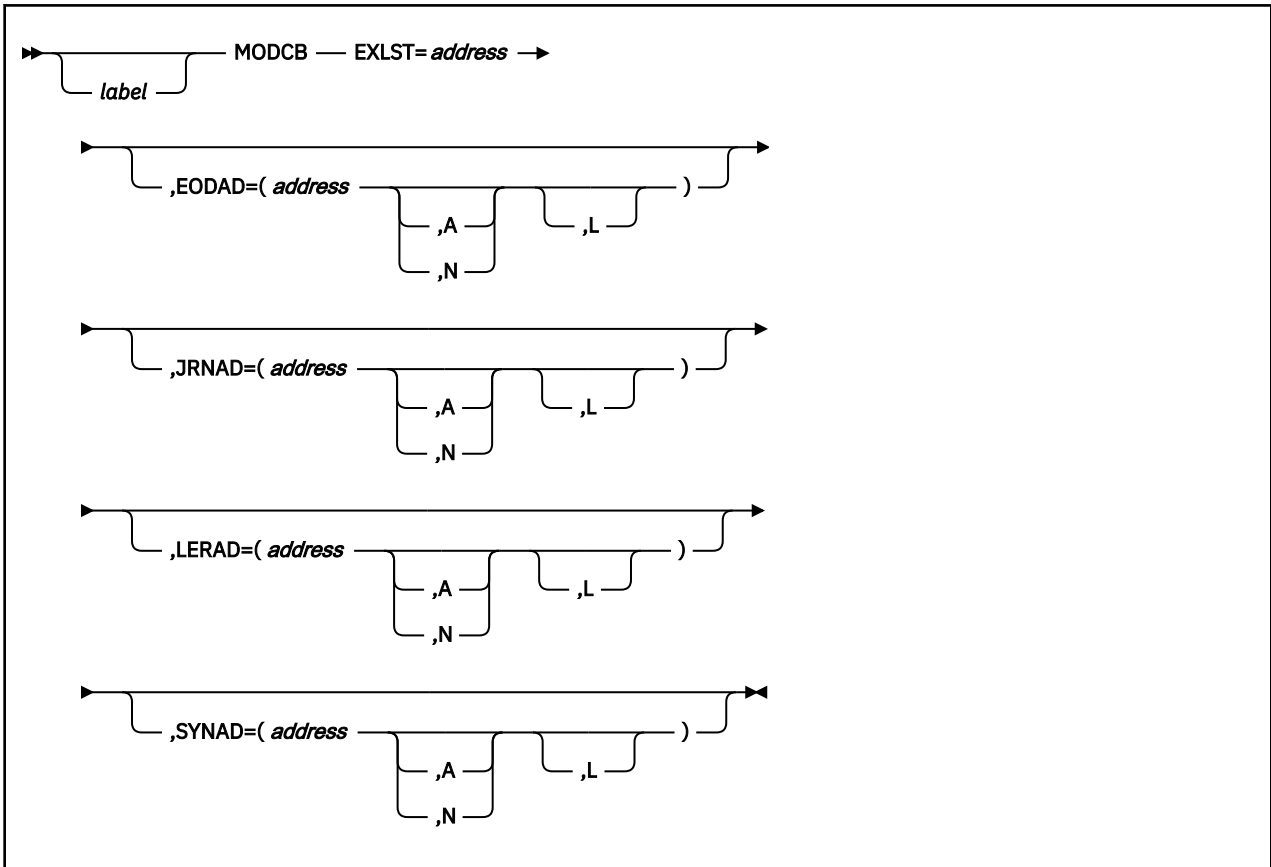 MODCB EXLST= address
label
,EODAD=( address )
,A ,L
,N
,JRNAD=( address )
,A ,L
,N
,LERAD=( address )
,A ,L
,N
,SYNAD=( address )
,A ,L
,N